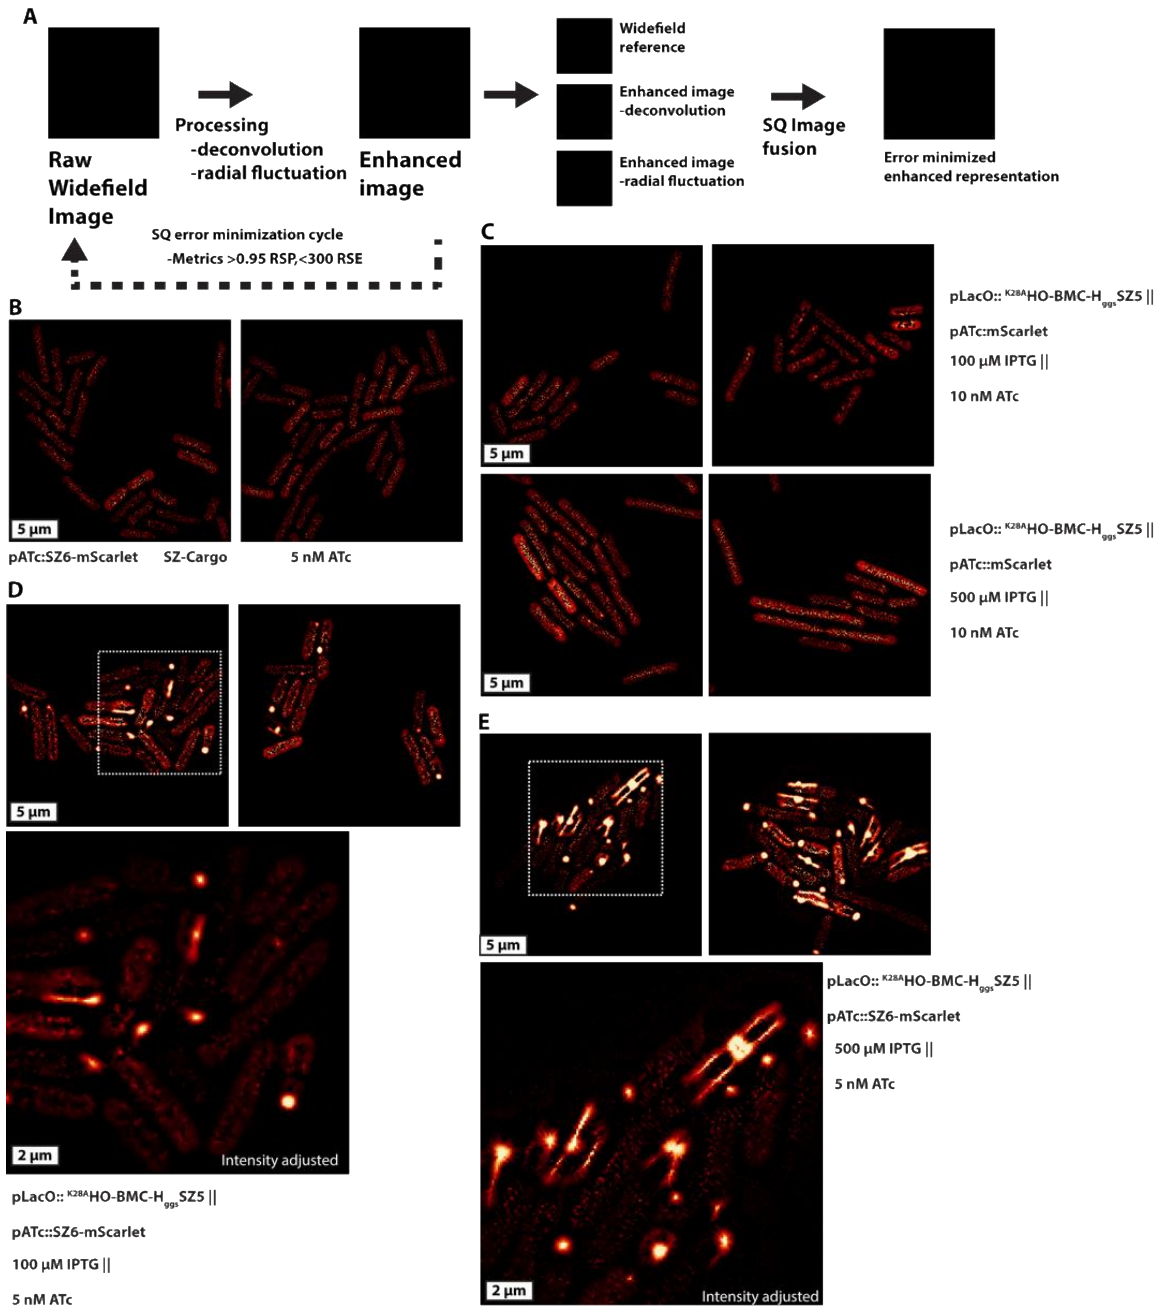 A
Raw
Widefield
Image
Processing
-deconvolution
-radial fluctuation
Enhanced
image
Widefield
reference
Enhanced image
-deconvolution
Enhanced image
-radial fluctuation
SQ Image
fusion
Error minimized
enhanced representation
SQ error minimization cycle
-Metrics >0.95 RSP,<300 RSE
B
5 µm
pATc:SZ6-mScarlet SZ-Cargo 5 nM ATc
C
5 µm
pLacO:: K28AHO-BMC-HggsSZ5 ||
pATc:mScarlet
100 µM IPTG ||
10 nM ATc
5 µm
pLacO:: K28AHO-BMC-HggsSZ5 ||
pATc::mScarlet
500 µM IPTG ||
10 nM ATc
D
5 µm
2 µm
Intensity adjusted
pLacO:: K28AHO-BMC-HggsSZ5 ||
pATc::SZ6-mScarlet
100 µM IPTG ||
5 nM ATc
E
5 µm
pLacO:: K28AHO-BMC-HggsSZ5 ||
pATc::SZ6-mScarlet
500 µM IPTG ||
5 nM ATc
2 µm
Intensity adjusted